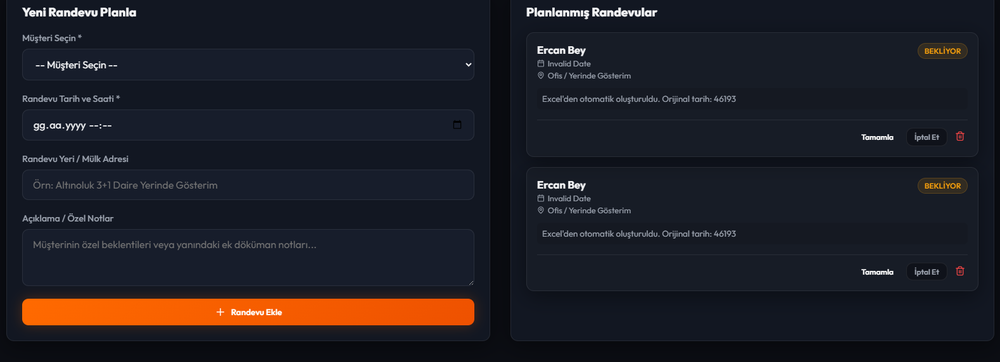 Yeni Randevu Planla
Müşteri Seçin *
-- Müşteri Seçin --
Randevu Tarih ve Saati *
gg.aa.yyyy --:--
Randevu Yeri / Mülk Adresi
Örn: Altınoluk 3+1 Daire Yerinde Gösterim
Açıklama / Özel Notlar
Müşterinin özel beklentileri veya yanındaki ek döküman notları...
+ Randevu Ekle
Planlanmış Randevular
Ercan Bey
BEKLİYOR
Invalid Date
Ofis / Yerinde Gösterim
Excel'den otomatik oluşturuldu. Orijinal tarih: 46193
Tamamla
İptal Et
Ercan Bey
BEKLİYOR
Invalid Date
Ofis / Yerinde Gösterim
Excel'den otomatik oluşturuldu. Orijinal tarih: 46193
Tamamla
İptal Et